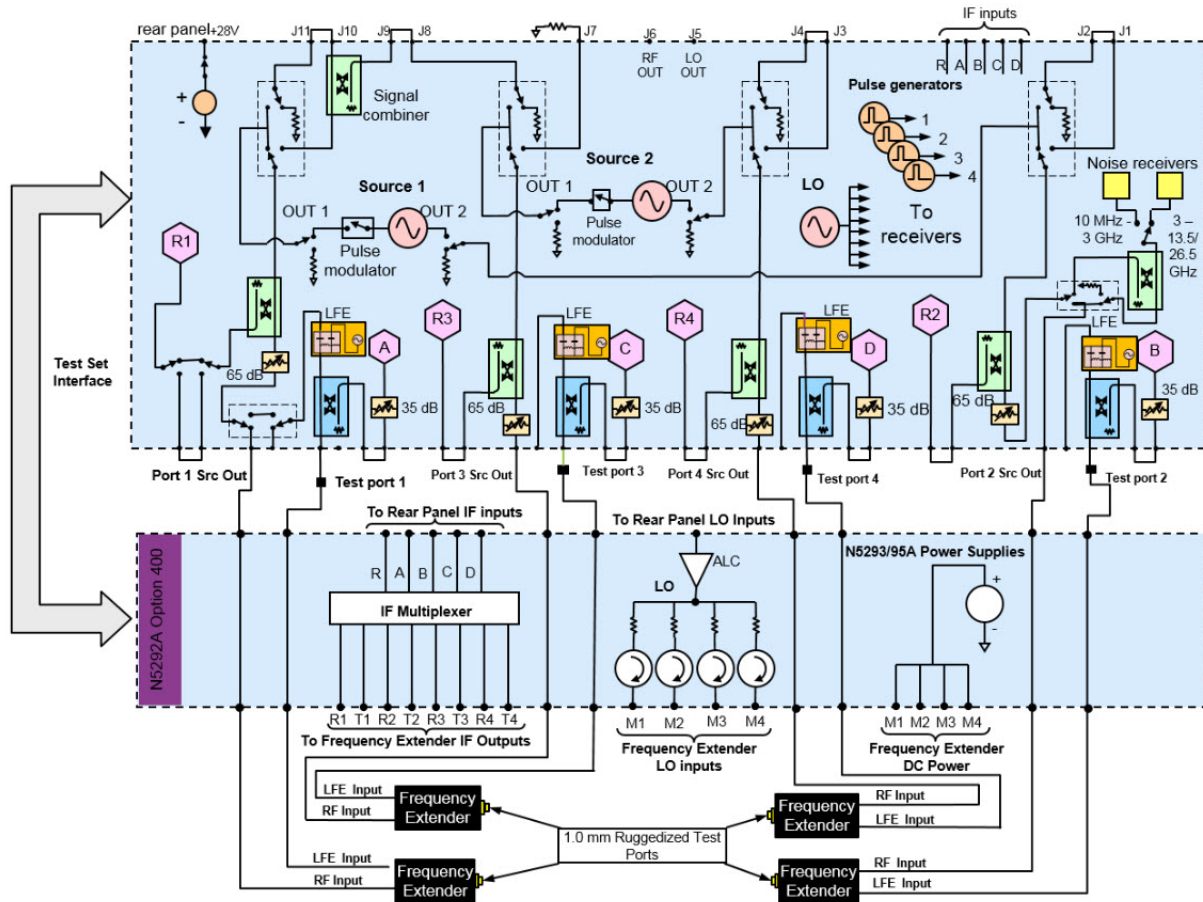 rear panel+28V
J11 J10 J9 J8 J7 J6 J5 J4 J3 IF inputs J2 J1
RF OUT
LO OUT
R A B C D
Signal combiner
Pulse generators
1
2
3
4
Source 2
Source 1
OUT 1
OUT 2
Pulse modulator
OUT 1
OUT 2
Pulse modulator
LO
To receivers
Noise receivers
10 MHz - 3 GHz
3 – 13.5/ 26.5 GHz
+
-
Test Set Interface
R1
LFE
A
R3
LFE
C
R4
LFE
D
R2
LFE
B
65 dB
35 dB
65 dB
35 dB
65 dB
35 dB
65 dB
35 dB
Port 1 Src Out
Test port 1
Port 3 Src Out
Test port 3
Port 4 Src Out
Test port 4
Port 2 Src Out
Test port 2
To Rear Panel IF inputs
To Rear Panel LO Inputs
N5293/95A Power Supplies
N5292A Option 400
R A B C D
IF Multiplexer
ALC
LO
+
-
R1 T1 R2 T2 R3 T3 R4 T4
M1 M2 M3 M4
M1 M2 M3 M4
To Frequency Extender IF Outputs
Frequency Extender
LO inputs
Frequency Extender
DC Power
LFE Input
RF Input
Frequency
Extender
Frequency
Extender
RF Input
LFE Input
1.0 mm Ruggedized Test
Ports
LFE Input
RF Input
Frequency
Extender
Frequency
Extender
RF Input
LFE Input